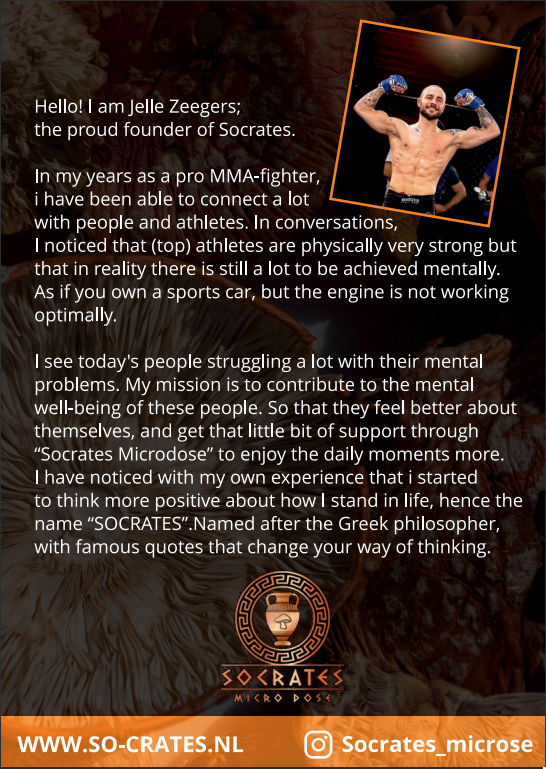 Hello! I am Jelle Zeegers;
the proud founder of Socrates.
In my years as a pro MMA-fighter,
i have been able to connect a lot
with people and athletes. In conversations,
I noticed that (top) athletes are physically very strong but
that in reality there is still a lot to be achieved mentally.
As if you own a sports car, but the engine is not working
optimally.
I see today's people struggling a lot with their mental
problems. My mission is to contribute to the mental
well-being of these people. So that they feel better about
themselves, and get that little bit of support through
“Socrates Microdose” to enjoy the daily moments more.
I have noticed with my own experience that i started
to think more positive about how I stand in life, hence the
name “SOCRATES”.Named after the Greek philosopher,
with famous quotes that change your way of thinking.
SOCRATES
MICRO DOSE
WWW.SO-CRATES.NL
Socrates_microse